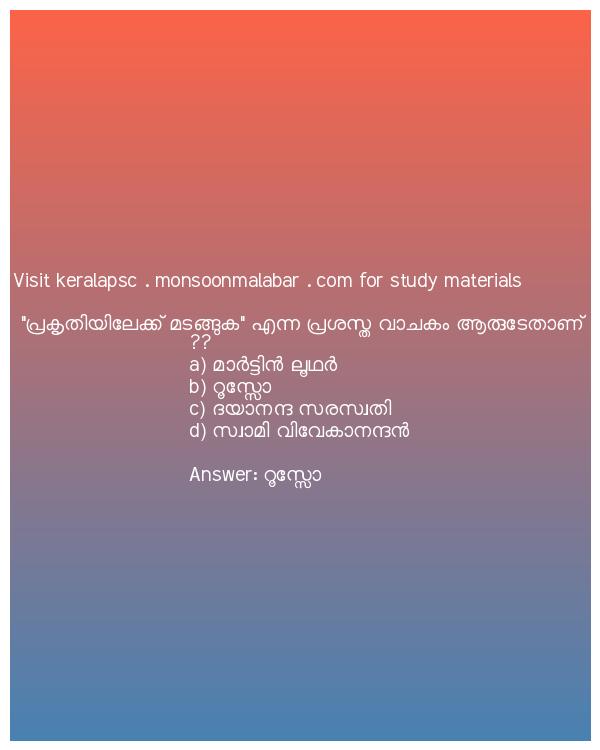 Visit keralapsc . monsoonmalabar . com for study materials
"പ്രകൃതിയിലേക്ക് മടങ്ങുക" എന്ന പ്രശസ്ത വാചകം ആരുടേതാണ്
??
a) മാർട്ടിൻ ലൂഥർ
b) റൂസ്സോ
c) ദയാനന്ദ സരസ്വതി
d) സ്വാമി വിവേകാനന്ദൻ
Answer: റൂസ്സോ